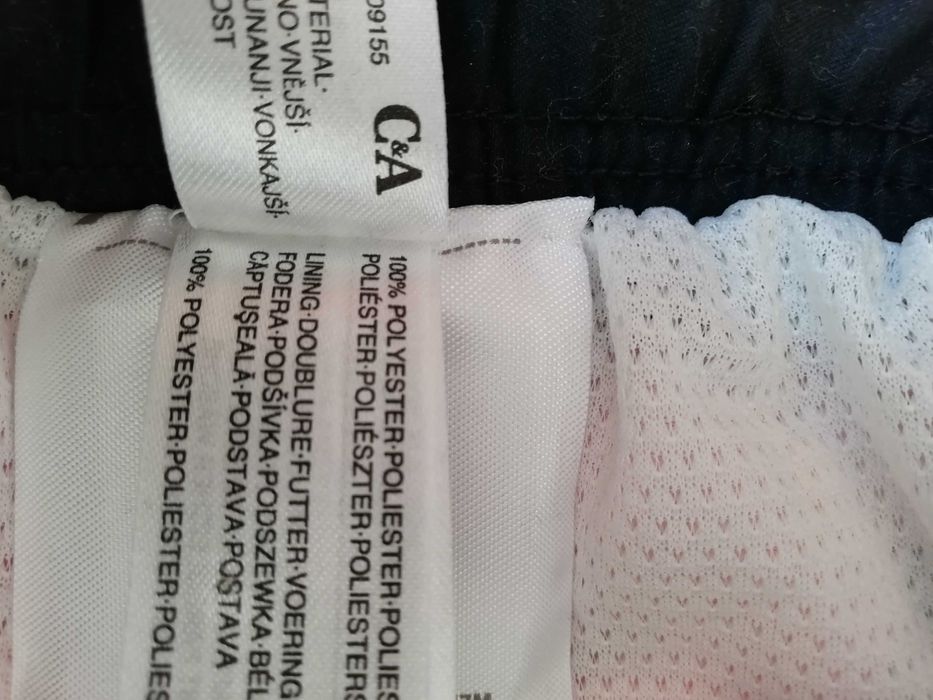 09155 C&A
TERIAL·
NO·VNĚJŠÍ·
UNANJI·VONKAJŠÍ·
OST
100% POLYESTER·POLIESTER·POLIES
POLIÉSTER·POLIÉSZTER·POLIESTERS
LINING·DOUBLURE·FUTTER·VOERING
FODERA·PODŠÍVKA·PODSZEWKA·BÉL
CĂPTUŞEALĂ·PODSTAVA·POSTAVA
100% POLYESTER·POLIESTER·POLIES